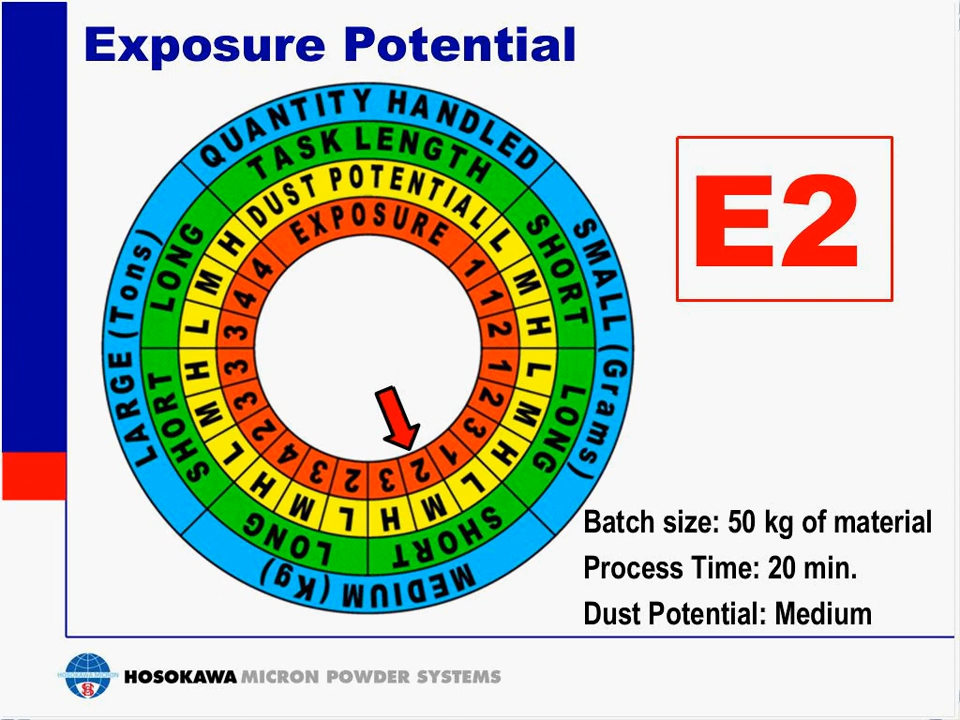 Exposure Potential
QUANTITY HANDLED
SMALL (Grams)
MEDIUM (Kg)
LARGE (Tons)
TASK LENGTH
SHORT
LONG
SHORT
LONG
SHORT
LONG
DUST POTENTIAL
L M H L M H L M H L M H L M H L M H
EXPOSURE
1 1 2 1 2 3 1 2 3 2 3 4 2 3 3 3 4 4
E2
Batch size: 50 kg of material
Process Time: 20 min.
Dust Potential: Medium
HOSOKAWA MICRON
HOSOKAWA MICRON POWDER SYSTEMS